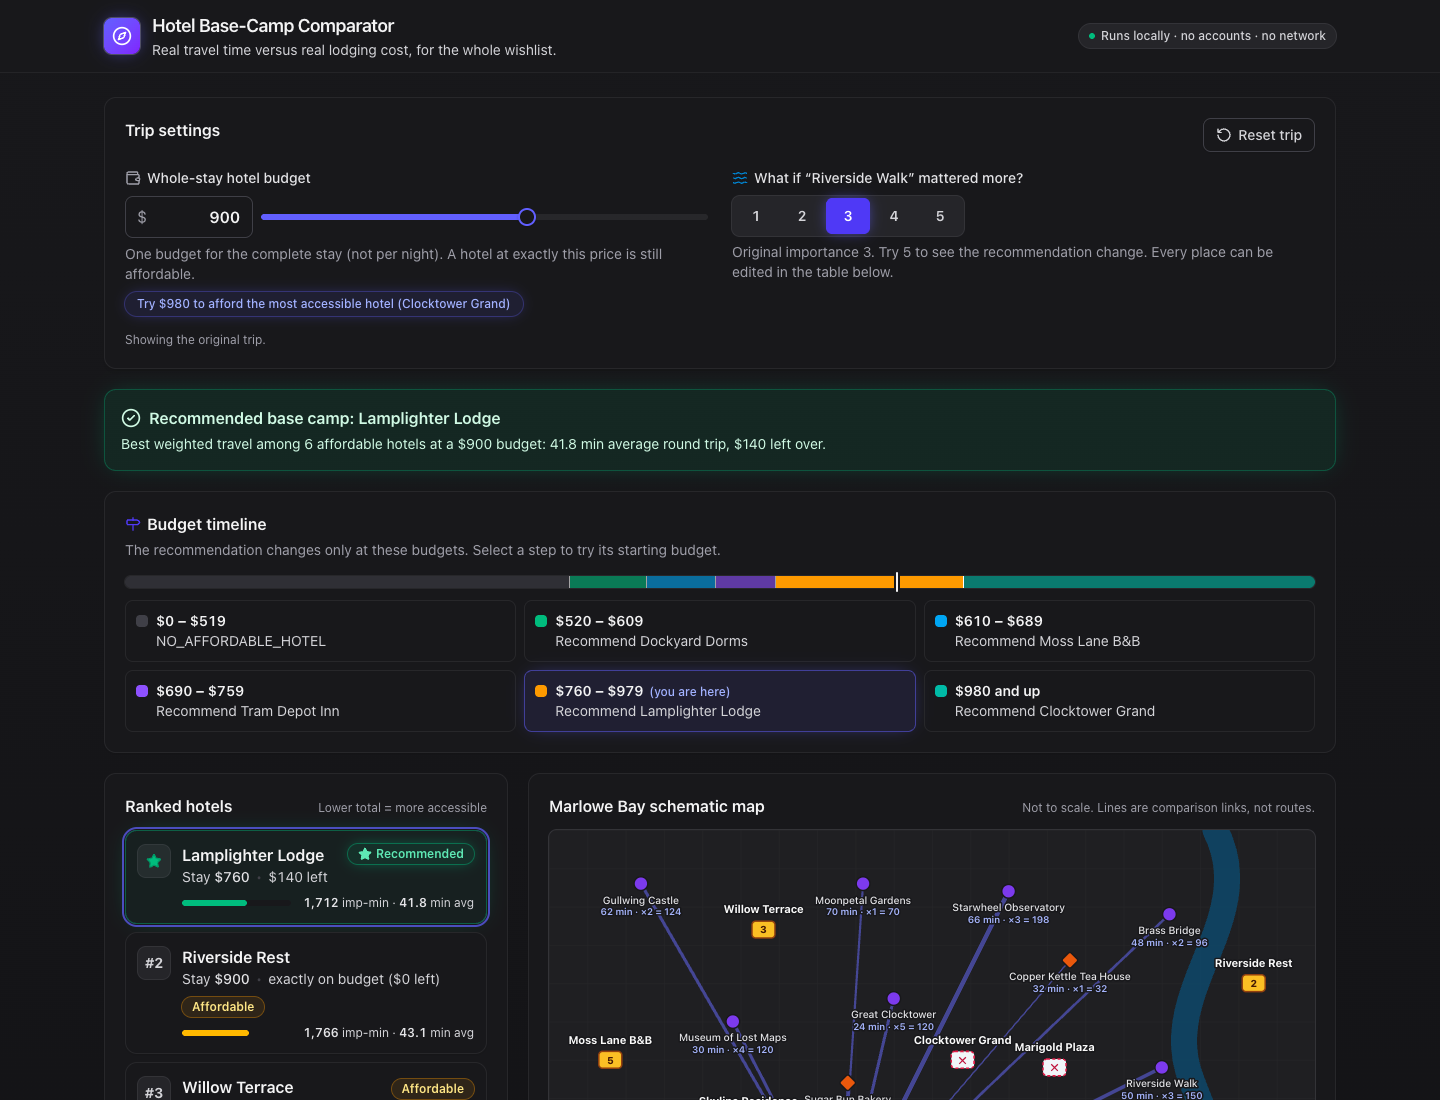 Hotel Base-Camp Comparator
Real travel time versus real lodging cost, for the whole wishlist.
Runs locally · no accounts · no network
Trip settings
Reset trip
Whole-stay hotel budget
$ 900
One budget for the complete stay (not per night). A hotel at exactly this price is still
affordable.
Try $980 to afford the most accessible hotel (Clocktower Grand)
Showing the original trip.
What if “Riverside Walk” mattered more?
1 2 3 4 5
Original importance 3. Try 5 to see the recommendation change. Every place can be
edited in the table below.
Recommended base camp: Lamplighter Lodge
Best weighted travel among 6 affordable hotels at a $900 budget: 41.8 min average round trip, $140 left over.
Budget timeline
The recommendation changes only at these budgets. Select a step to try its starting budget.
$0 – $519
NO_AFFORDABLE_HOTEL
$520 – $609
Recommend Dockyard Dorms
$610 – $689
Recommend Moss Lane B&B
$690 – $759
Recommend Tram Depot Inn
$760 – $979 (you are here)
Recommend Lamplighter Lodge
$980 and up
Recommend Clocktower Grand
Ranked hotels
Lower total = more accessible
Lamplighter Lodge
Recommended
Stay $760 · $140 left
1,712 imp-min · 41.8 min avg
#2
Riverside Rest
Stay $900 · exactly on budget ($0 left)
Affordable
1,766 imp-min · 43.1 min avg
#3
Willow Terrace
Affordable
Marlowe Bay schematic map
Not to scale. Lines are comparison links, not routes.
Gullwing Castle
62 min · ×2 = 124
Willow Terrace
3
Moonpetal Gardens
70 min · ×1 = 70
Starwheel Observatory
66 min · ×3 = 198
Brass Bridge
48 min · ×2 = 96
Riverside Rest
2
Copper Kettle Tea House
32 min · ×1 = 32
Great Clocktower
24 min · ×5 = 120
Museum of Lost Maps
30 min · ×4 = 120
Moss Lane B&B
5
Clocktower Grand
Marigold Plaza
Riverside Walk
50 min · ×3 = 150
Skyline Residence
Sugar Bun Bakery